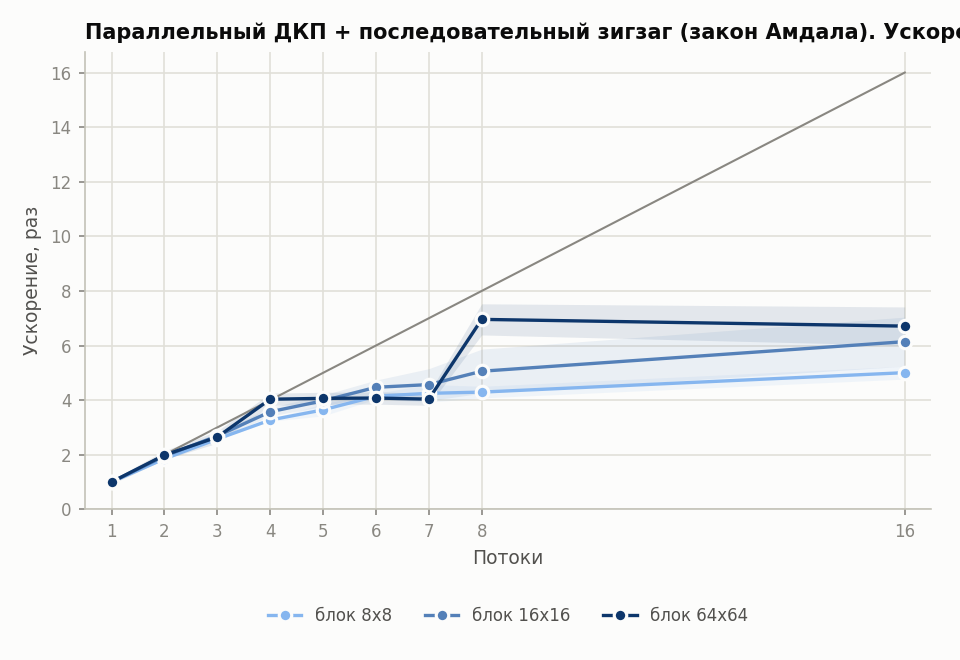 Параллельный ДКП + последовательный зигзаг (закон Амдала). Ускоре
16
14
12
10
8
6
4
2
0
Ускорение, раз
1 2 3 4 5 6 7 8 16
Потоки
блок 8x8 блок 16x16 блок 64x64